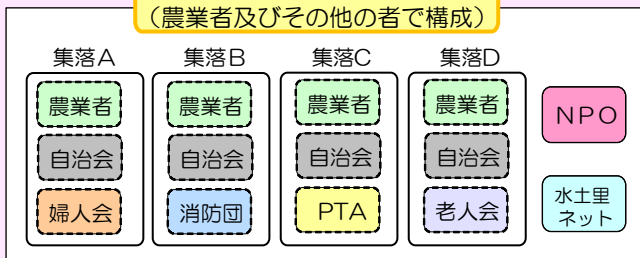 （農業者及びその他の者で構成）
集落A 集落B 集落C 集落D
農業者 農業者 農業者 農業者
自治会 自治会 自治会 自治会
婦人会 消防団 PTA 老人会
NPO
水土里
ネット